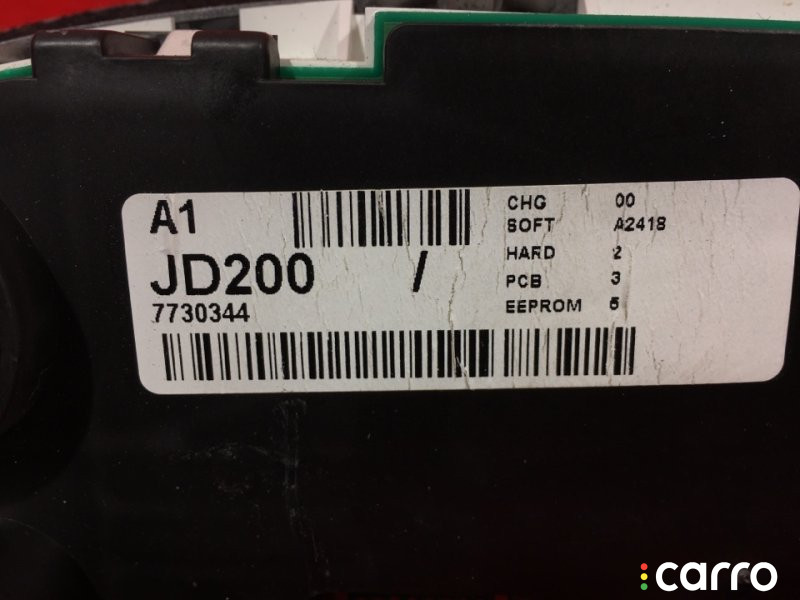 A1
JD200 /
7730344
CHG 00
SOFT A2418
HARD 2
PCB 3
EEPROM 5
carro